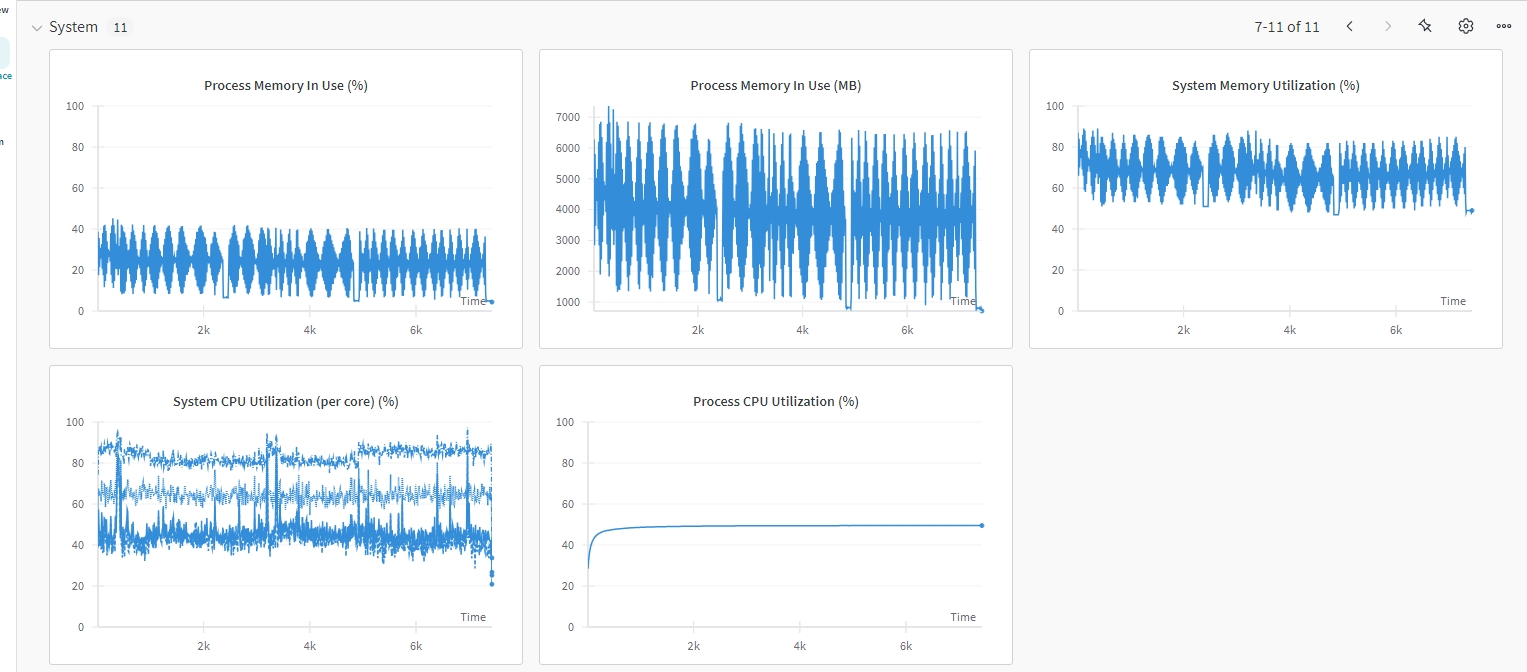 ew
System 11
7-11 of 11
ace
m
Process Memory In Use (%)
100
80
60
40
20
0
2k 4k 6k
Time
Process Memory In Use (MB)
7000
6000
5000
4000
3000
2000
1000
2k 4k 6k
Time
System Memory Utilization (%)
100
80
60
40
20
0
2k 4k 6k
Time
System CPU Utilization (per core) (%)
100
80
60
40
20
0
2k 4k 6k
Time
Process CPU Utilization (%)
100
80
60
40
20
0
2k 4k 6k
Time